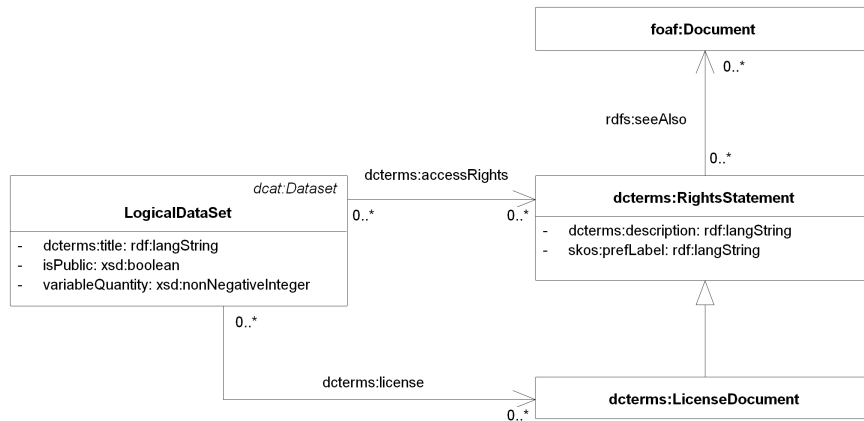 foaf:Document
0..*
rdfs:seeAlso
0..*
dcterms:accessRights
0..*
0..*
dcat:Dataset
LogicalDataSet
- dcterms:title: rdf:langString
- isPublic: xsd:boolean
- variableQuantity: xsd:nonNegativeInteger
dcterms:RightsStatement
- dcterms:description: rdf:langString
- skos:prefLabel: rdf:langString
0..*
dcterms:license
0..*
dcterms:LicenseDocument